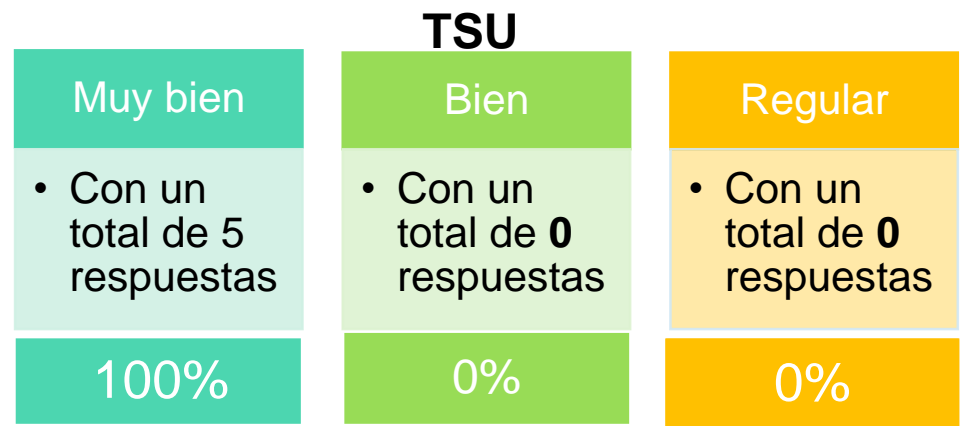 TSU
Muy bien
• Con un
total de 5
respuestas
100%
Bien
• Con un
total de 0
respuestas
0%
Regular
• Con un
total de 0
respuestas
0%